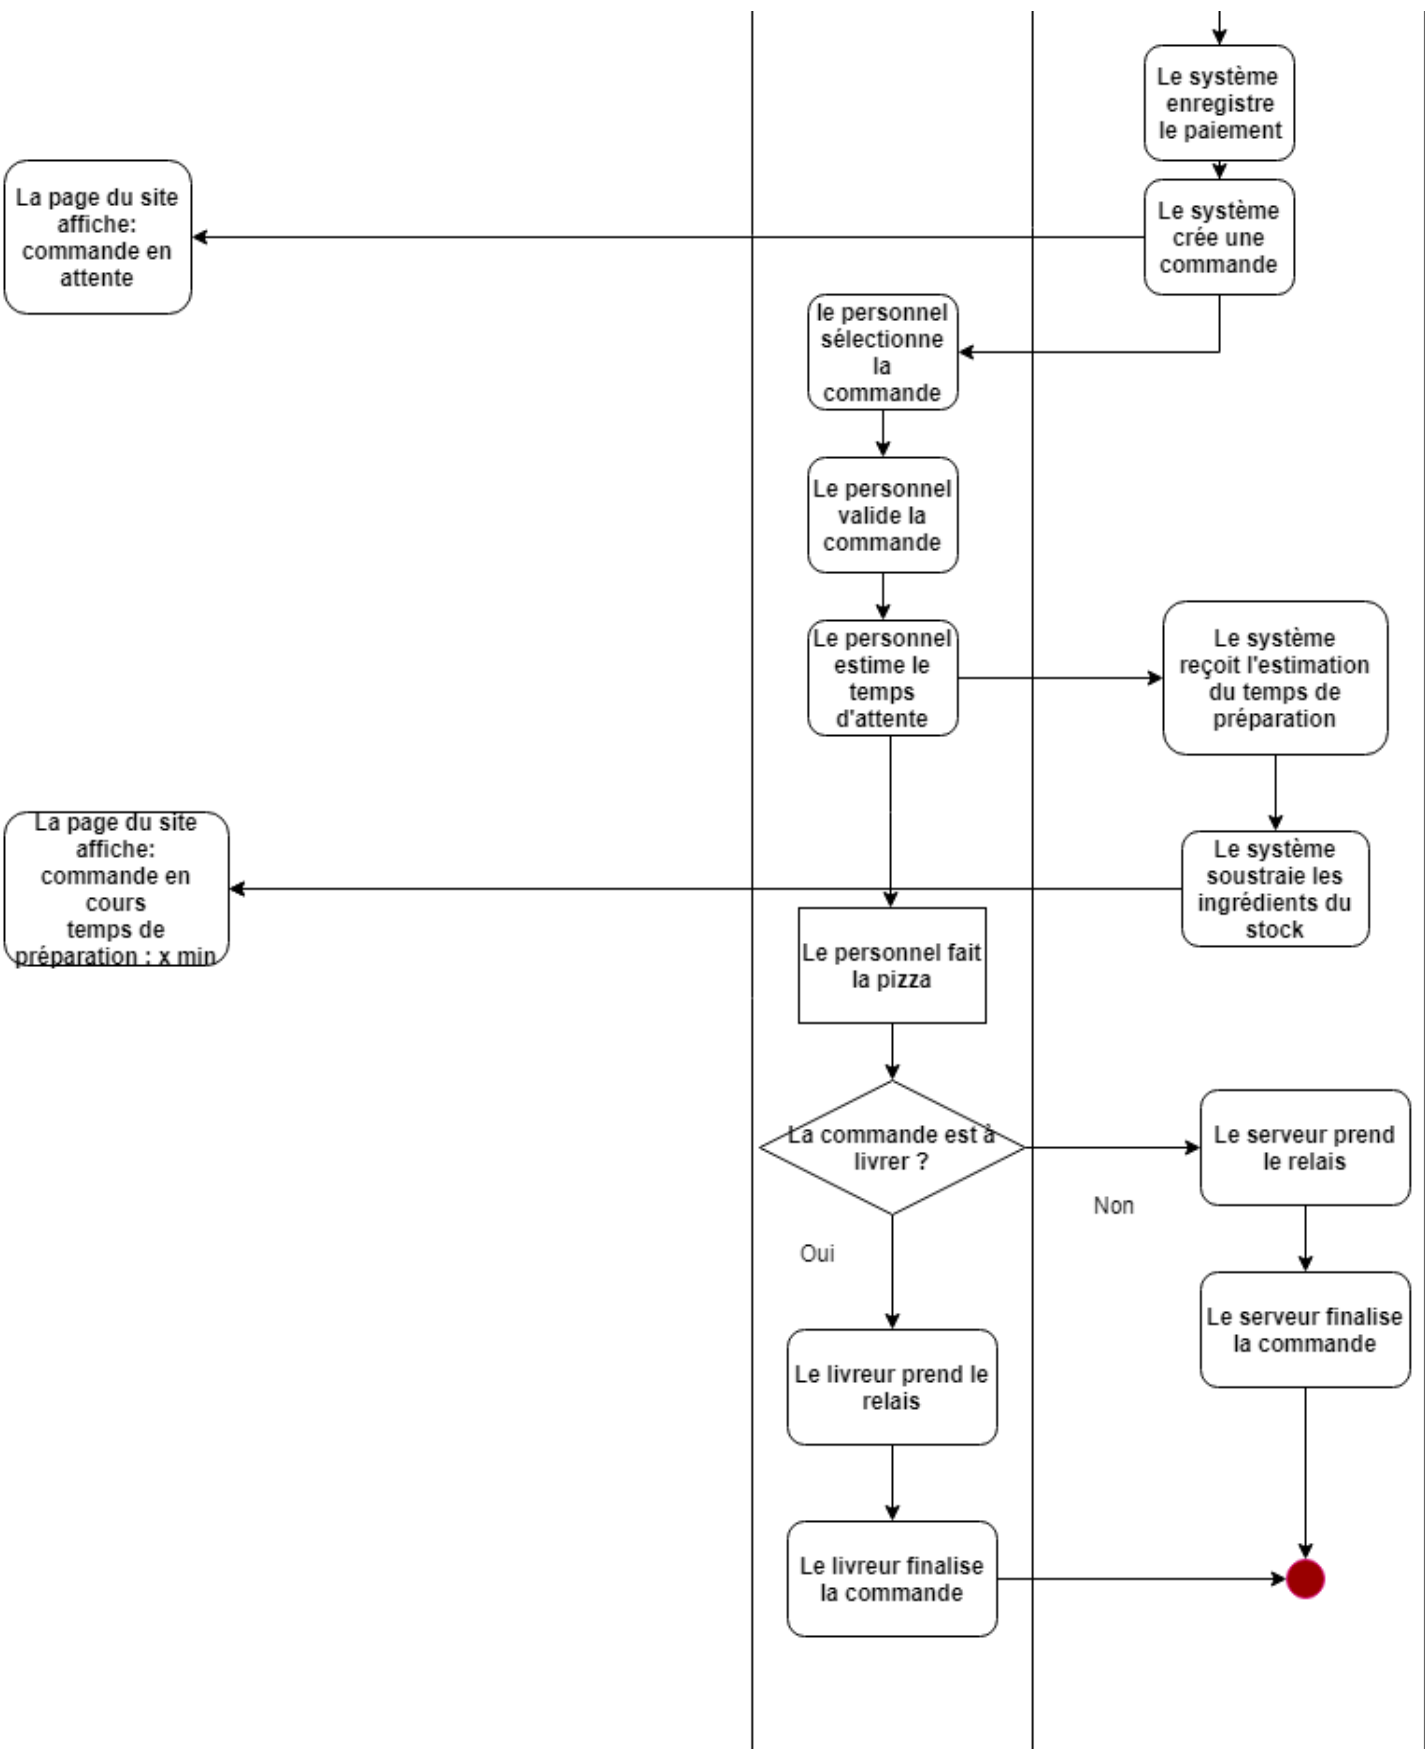 Le système
enregistre
le paiement
La page du site
affiche:
commande en
attente
Le système
crée une
commande
le personnel
sélectionne
la
commande
Le personnel
valide la
commande
Le personnel
estime le
temps
d'attente
Le système
reçoit l'estimation
du temps de
préparation
La page du site
affiche:
commande en
cours
temps de
préparation : x min
Le système
soustraie les
ingrédients du
stock
Le personnel fait
la pizza
La commande est à
livrer ?
Le serveur prend
le relais
Non
Oui
Le serveur finalise
la commande
Le livreur prend le
relais
Le livreur finalise
la commande